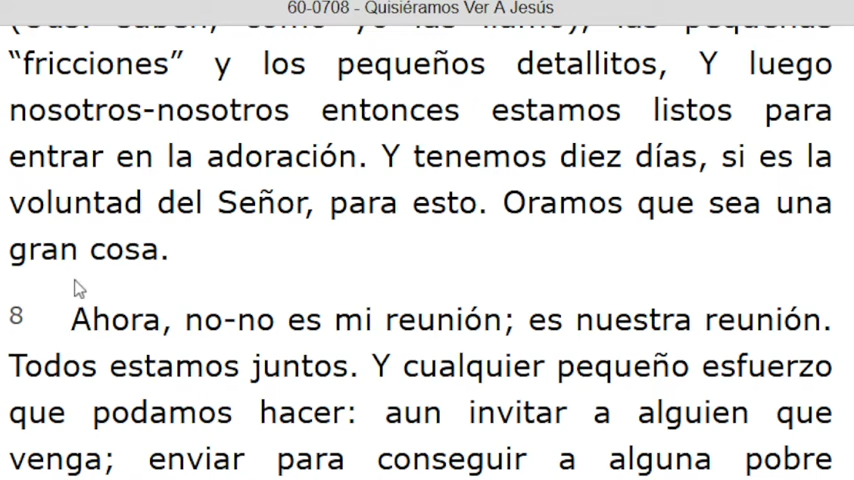 60-0708 - Quisiéramos Ver A Jesús
“fricciones” y los pequeños detallitos, Y luego
nosotros-nosotros entonces estamos listos para
entrar en la adoración. Y tenemos diez días, si es la
voluntad del Señor, para esto. Oramos que sea una
gran cosa.
8 Ahora, no-no es mi reunión; es nuestra reunión.
Todos estamos juntos. Y cualquier pequeño esfuerzo
que podamos hacer: aun invitar a alguien que
venga; enviar para conseguir a alguna pobre